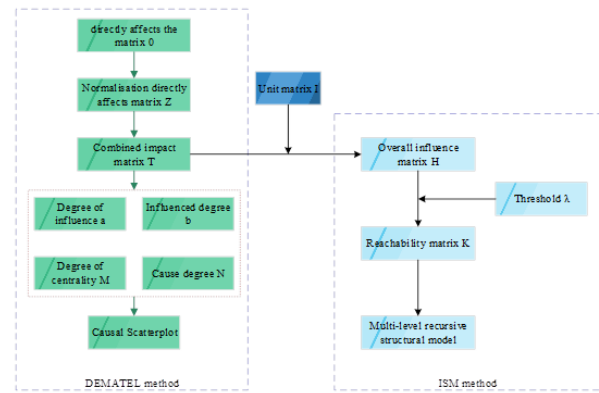 directly affects the
matrix 0
Normalisation directly
affects matrix Z
Combined impact
matrix T
Degree of
influence a
Influenced degree
b
Degree of
centrality M
Cause degree N
Causal Scatterplot
DEMATEL method
Unit matrix I
Overall influence
matrix H
Threshold λ
Reachability matrix K
Multi-level recursive
structural model
ISM method